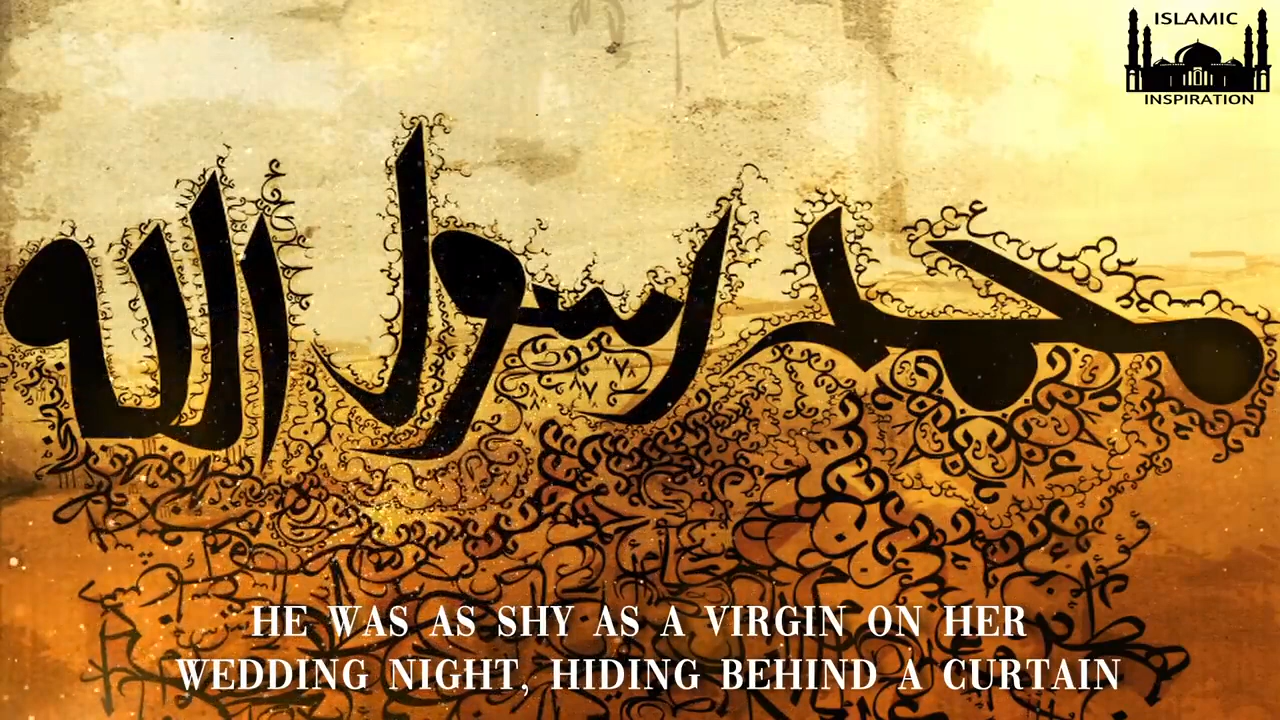 ISLAMIC
INSPIRATION
محمد رسول الله
HE WAS AS SHY AS A VIRGIN ON HER
WEDDING NIGHT, HIDING BEHIND A CURTAIN